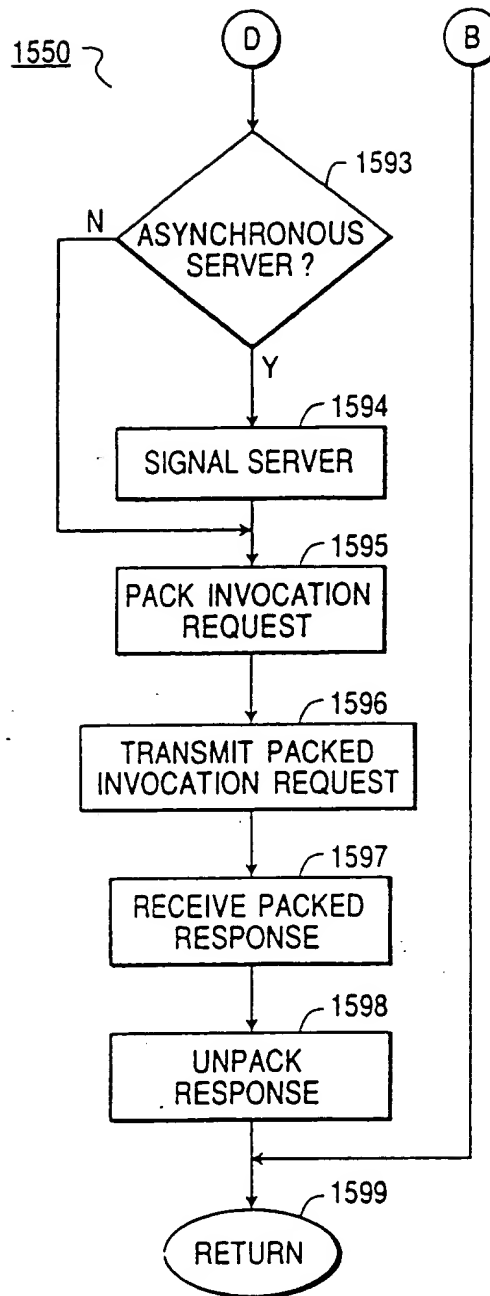 D
B
1550
1593
N
ASYNCHRONOUS
SERVER?
Y
1594
SIGNAL SERVER
1595
PACK INVOCATION
REQUEST
1596
TRANSMIT PACKED
INVOCATION REQUEST
1597
RECEIVE PACKED
RESPONSE
1598
UNPACK
RESPONSE
1599
RETURN